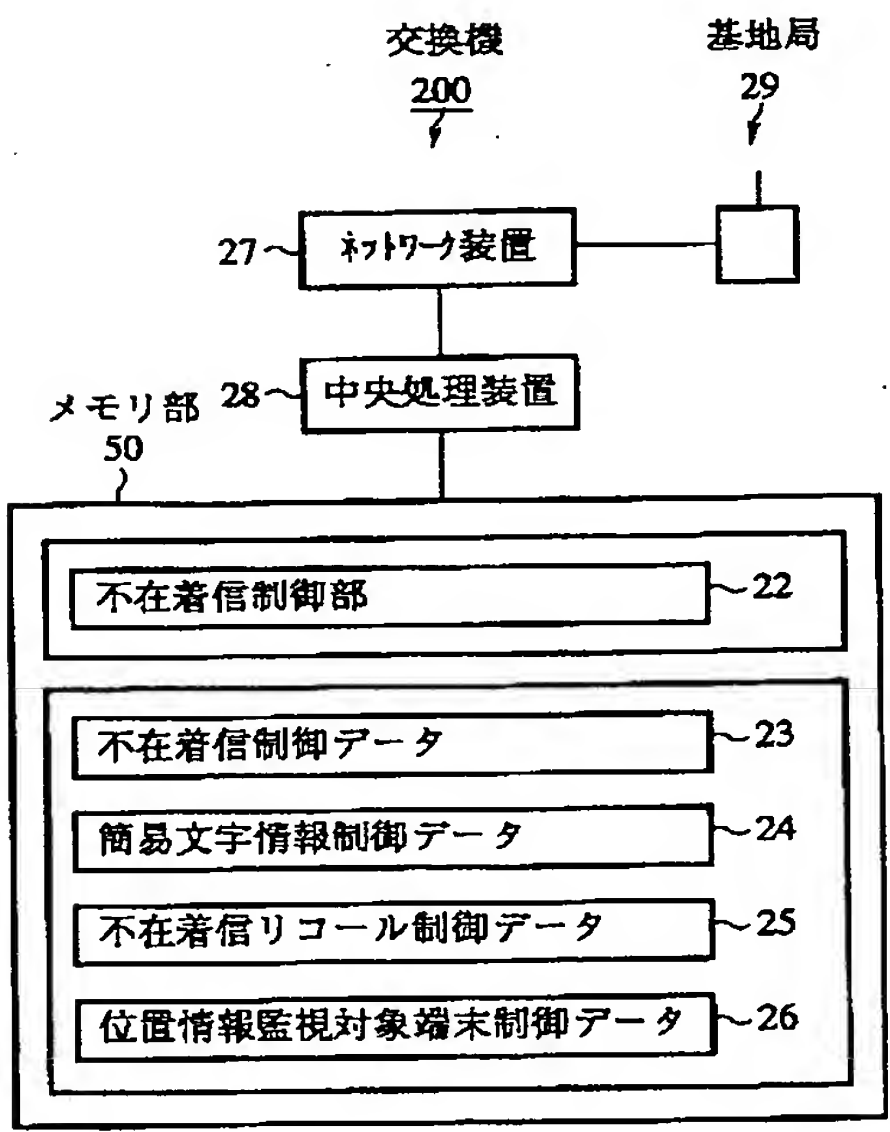 交換機
200
基地局
29
27 ネットワーク装置
28 中央処理装置
メモリ部
50
不在着信制御部 22
不在着信制御データ 23
簡易文字情報制御データ 24
不在着信リコール制御データ 25
位置情報監視対象端末制御データ 26